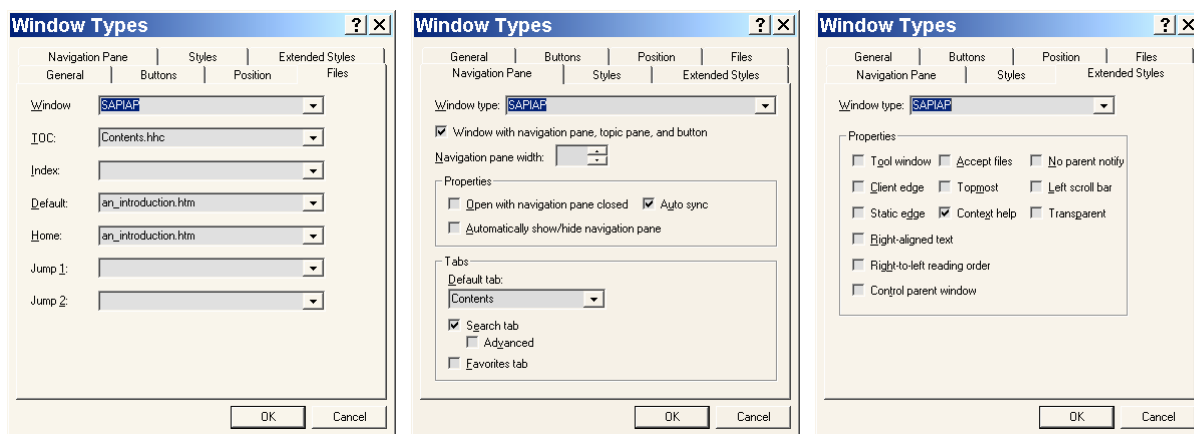 Window Types
Navigation Pane Styles Extended Styles
General Buttons Position Files
Window SAPIAP
TOC: Contents.hhc
Index:
Default: an_introduction.htm
Home: an_introduction.htm
Jump 1:
Jump 2:
OK Cancel
Window Types
General Buttons Position Files
Navigation Pane Styles Extended Styles
Window type: SAPIAP
Window with navigation pane, topic pane, and button
Navigation pane width:
Properties
Open with navigation pane closed Auto sync
Automatically show/hide navigation pane
Tabs
Default tab:
Contents
Search tab
Advanced
Favorites tab
OK Cancel
Window Types
General Buttons Position Files
Navigation Pane Styles Extended Styles
Window type: SAPIAP
Properties
Tool window Accept files No parent notify
Client edge Topmost Left scroll bar
Static edge Context help Transparent
Right-aligned text
Right-to-left reading order
Control parent window
OK Cancel